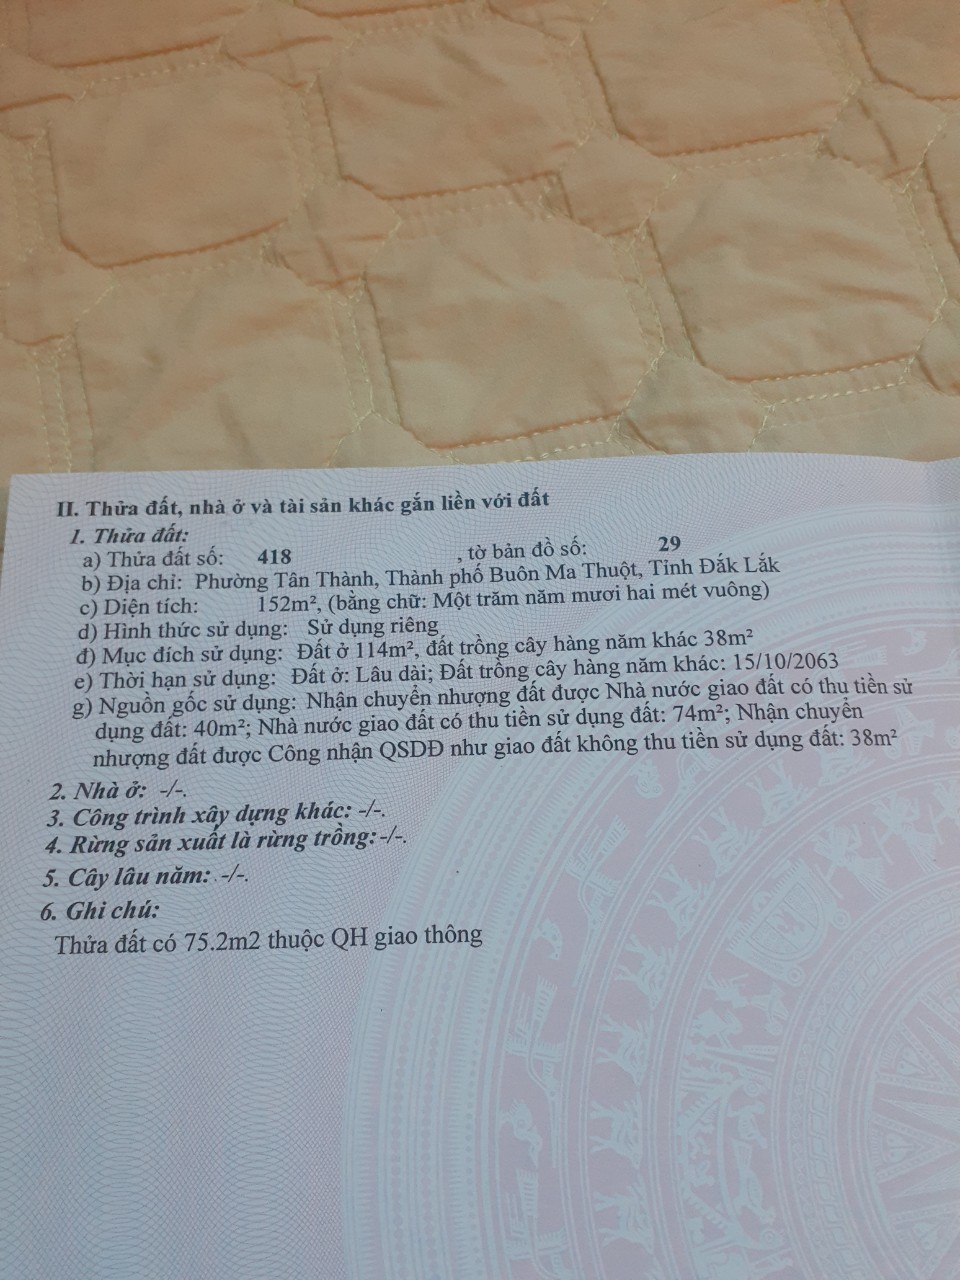 II. Thửa đất, nhà ở và tài sản khác gắn liền với đất
1. Thửa đất:
a) Thửa đất số: 418 , tờ bản đồ số: 29
b) Địa chỉ: Phường Tân Thành, Thành phố Buôn Ma Thuột, Tỉnh Đắk Lắk
c) Diện tích: 152m², (bằng chữ: Một trăm năm mươi hai mét vuông)
d) Hình thức sử dụng: Sử dụng riêng
đ) Mục đích sử dụng: Đất ở 114m², đất trồng cây hàng năm khác 38m²
e) Thời hạn sử dụng: Đất ở: Lâu dài; Đất trồng cây hàng năm khác: 15/10/2063
g) Nguồn gốc sử dụng: Nhận chuyển nhượng đất được Nhà nước giao đất có thu tiền sử
dụng đất: 40m²; Nhà nước giao đất có thu tiền sử dụng đất: 74m²; Nhận chuyển
nhượng đất được Công nhận QSDĐ như giao đất không thu tiền sử dụng đất: 38m²
2. Nhà ở: -/-.
3. Công trình xây dựng khác: -/-.
4. Rừng sản xuất là rừng trồng: -/-.
5. Cây lâu năm: -/-.
6. Ghi chú:
Thửa đất có 75.2m2 thuộc QH giao thông